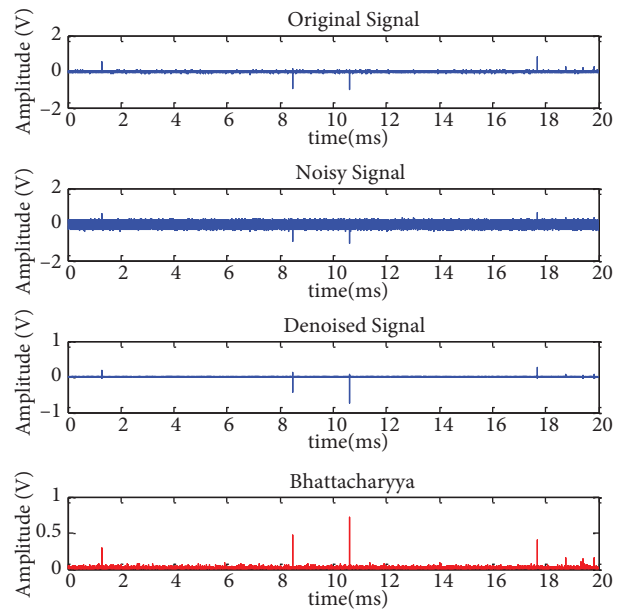 Original Signal
Amplitude (V)
2
0
−2
0 2 4 6 8 10 12 14 16 18 20
time(ms)
Noisy Signal
Amplitude (V)
2
0
−2
0 2 4 6 8 10 12 14 16 18 20
time(ms)
Denoised Signal
Amplitude (V)
1
0
−1
0 2 4 6 8 10 12 14 16 18 20
time(ms)
Bhattacharyya
Amplitude (V)
1
0.5
0
0 2 4 6 8 10 12 14 16 18 20
time(ms)